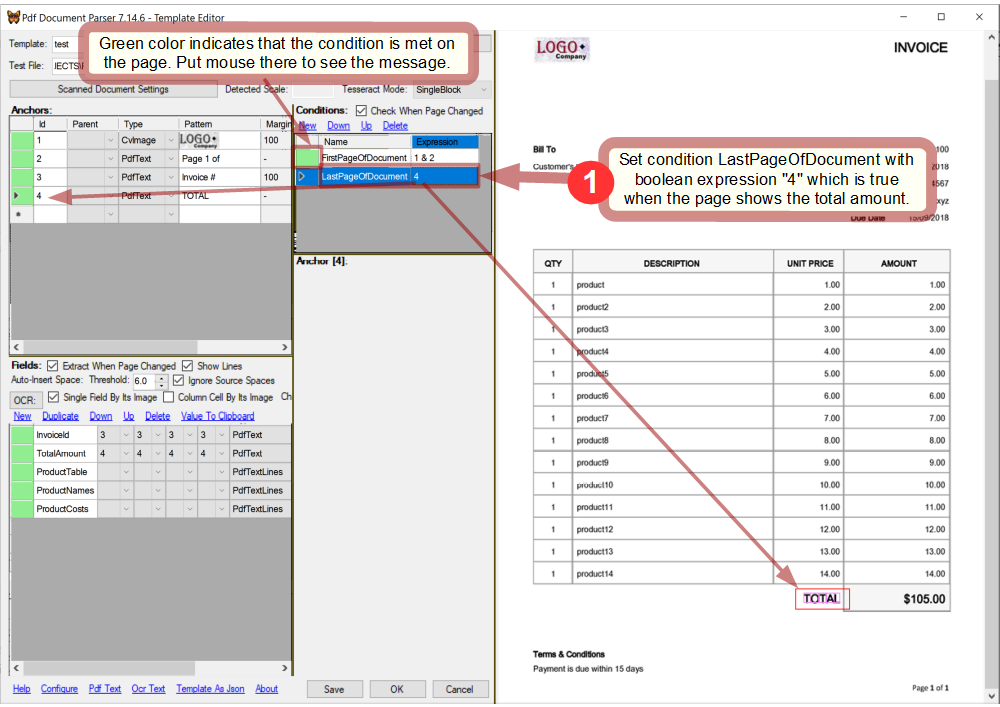 Pdf Document Parser 7.14.6 - Template Editor
Template: test
Test File: JECTS\
Green color indicates that the condition is met on
the page. Put mouse there to see the message.
Scanned Document Settings Detected Scale: Tesseract Mode: SingleBlock
Anchors:
Id Parent Type Pattern Margin
1 CvImage LOGO Company 100
2 PdfText Page 1 of -
3 PdfText Invoice # 100
4 PdfText TOTAL -
Conditions: Check When Page Changed
New Down Up Delete
Name Expression
FirstPageOfDocument 1 & 2
LastPageOfDocument 4
Anchor [4].
1
Set condition LastPageOfDocument with
boolean expression "4" which is true
when the page shows the total amount.
Fields: Extract When Page Changed Show Lines
Auto-Insert Space: Threshold: 6.0 Ignore Source Spaces
OCR: Single Field By Its Image Column Cell By Its Image Ch
New Duplicate Down Up Delete Value To Clipboard
InvoiceId 3 3 3 3 PdfText
TotalAmount 4 4 4 4 PdfText
ProductTable PdfTextLines
ProductNames PdfTextLines
ProductCosts PdfTextLines
Help Configure Pdf Text Ocr Text Template As Json About
Save OK Cancel
LOGO
Company
INVOICE
Bill To
100
Customer's
2018
4567
xyz
Due Date 15/09/2018
QTY DESCRIPTION UNIT PRICE AMOUNT
1 product 1.00 1.00
1 product2 2.00 2.00
1 product3 3.00 3.00
1 product4 4.00 4.00
1 product5 5.00 5.00
1 product6 6.00 6.00
1 product7 7.00 7.00
1 product8 8.00 8.00
1 product9 9.00 9.00
1 product10 10.00 10.00
1 product11 11.00 11.00
1 product12 12.00 12.00
1 product13 13.00 13.00
1 product14 14.00 14.00
TOTAL $105.00
Terms & Conditions
Payment is due within 15 days
Page 1 of 1